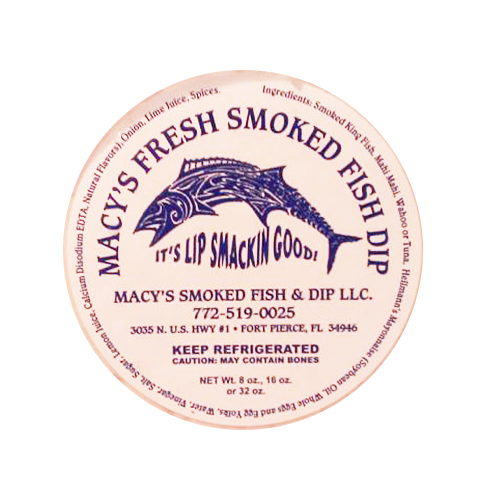 MACY'S FRESH SMOKED FISH DIP
IT'S LIP SMACKIN GOOD!
MACY'S SMOKED FISH & DIP LLC.
772-519-0025
3035 N. U.S. HWY #1 • FORT PIERCE, FL 34946
KEEP REFRIGERATED
CAUTION: MAY CONTAIN BONES
NET Wt. 8 oz., 16 oz.
or 32 oz.
Ingredients: Smoked King Fish, Mahi Mahi, Wahoo or Tuna, Hellmann's Mayonnaise (Soybean Oil, Whole Eggs and Egg Yolks, Water, Vinegar, Salt, Sugar, Lemon Juice, Calcium Disodium EDTA, Natural Flavors), Onion, Lime Juice, Spices.